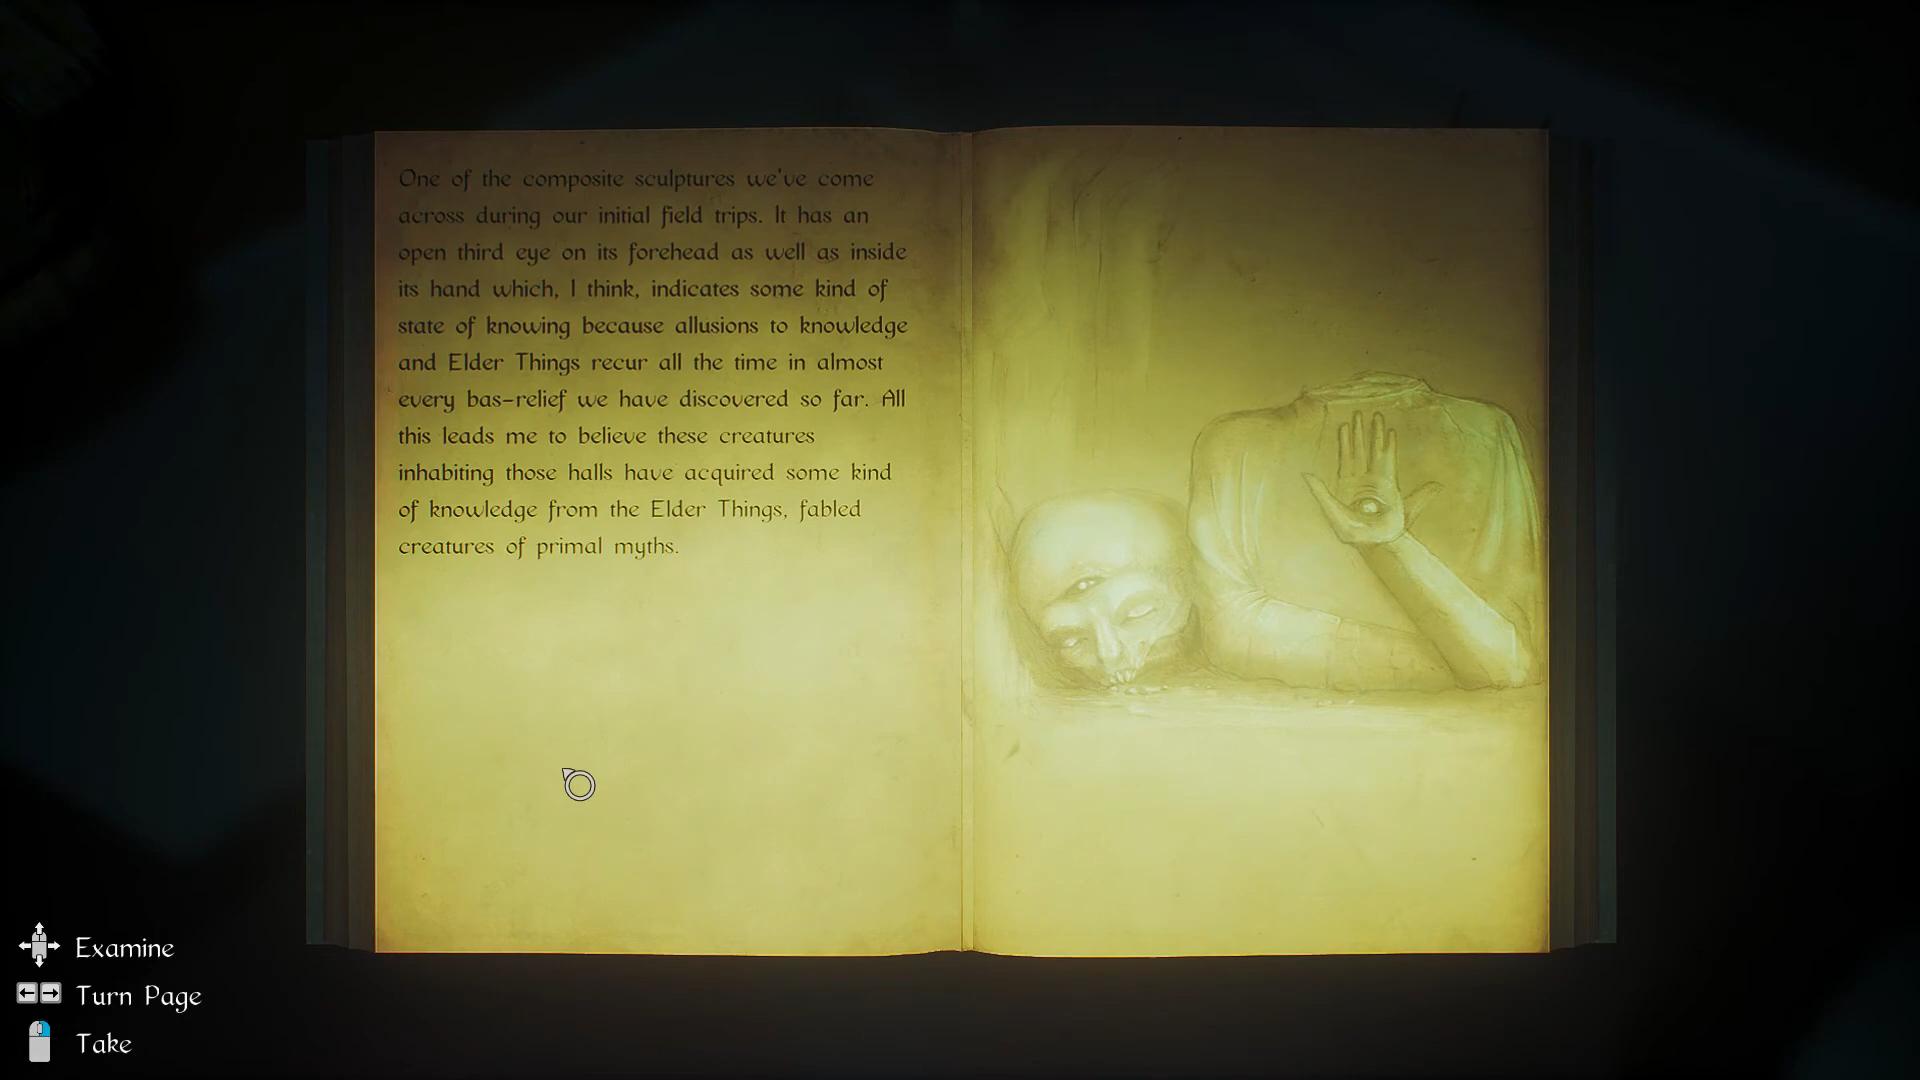 One of the composite sculptures we've come
across during our initial field trips. It has an
open third eye on its forehead as well as inside
its hand which, I think, indicates some kind of
state of knowing because allusions to knowledge
and Elder Things recur all the time in almost
every bas-relief we have discovered so far. All
this leads me to believe these creatures
inhabiting those halls have acquired some kind
of knowledge from the Elder Things, fabled
creatures of primal myths.
Examine
Turn Page
Take